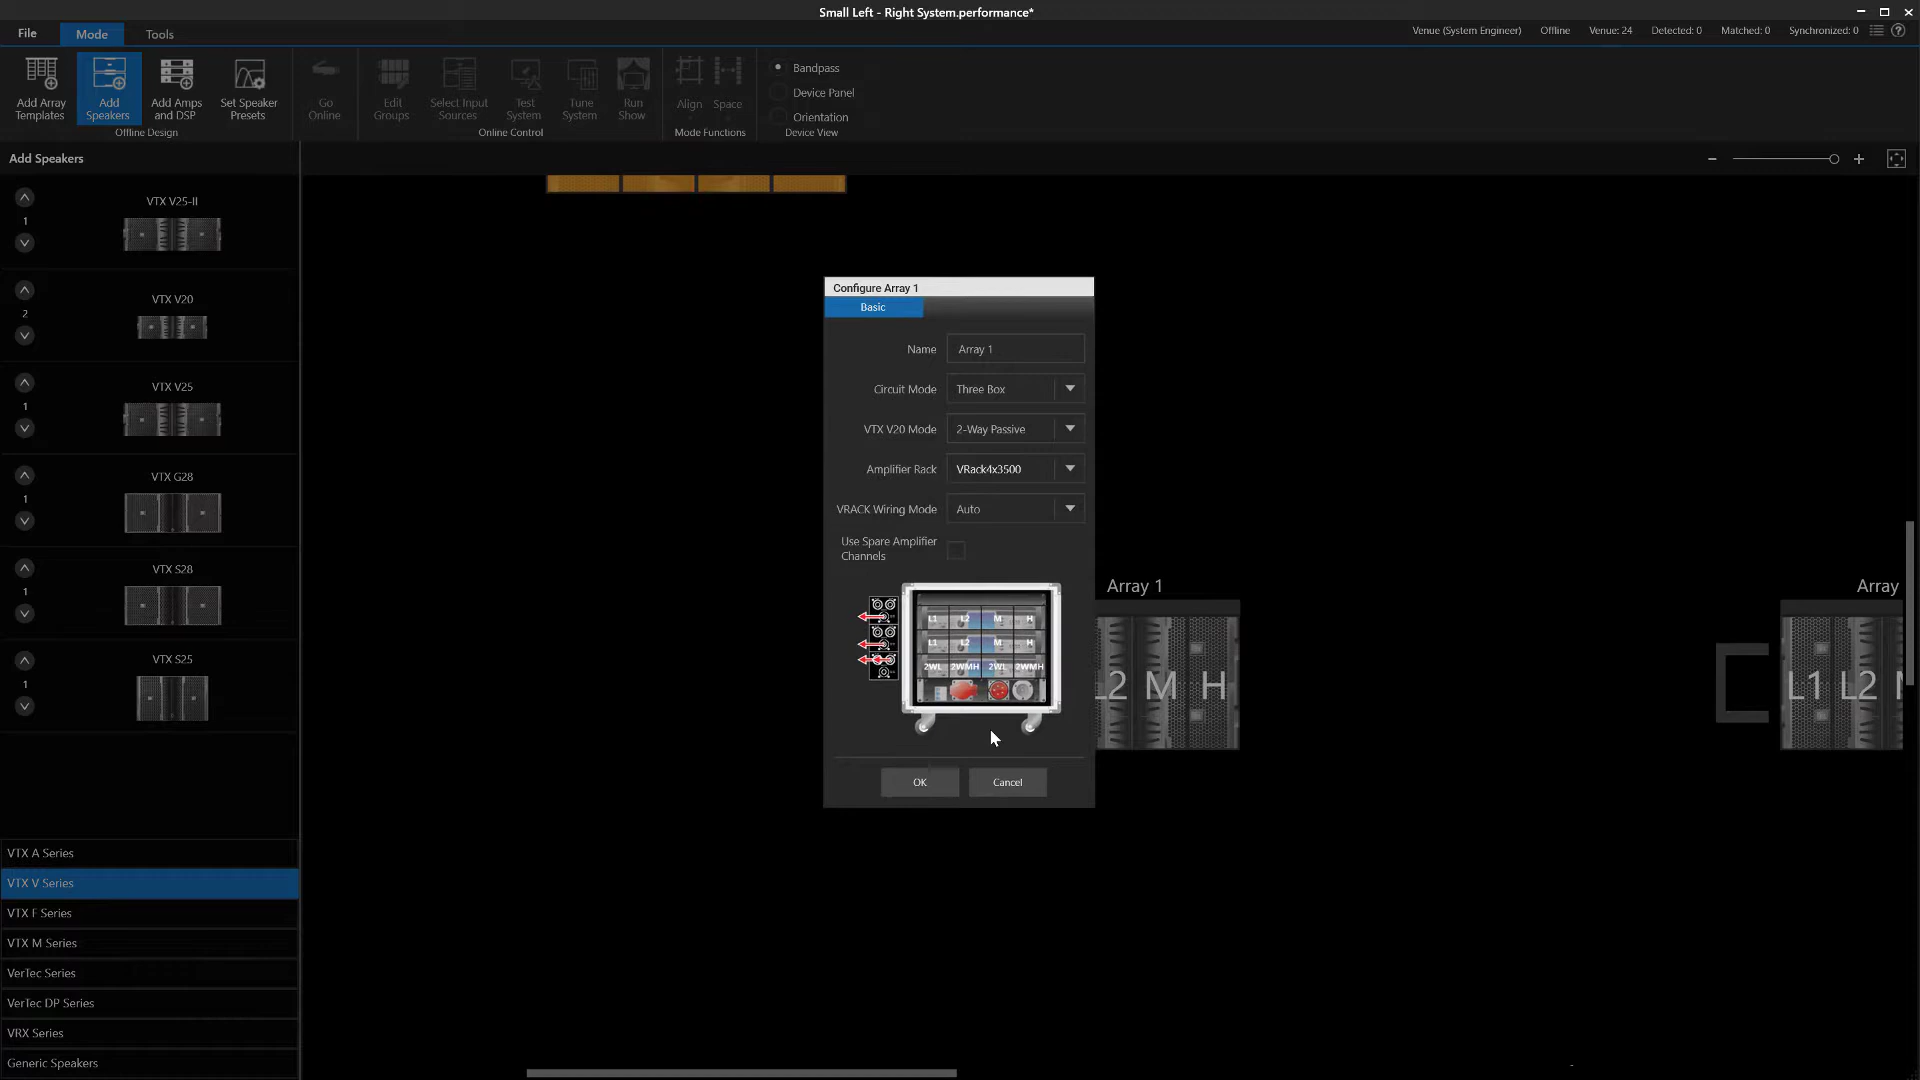 Small Left - Right System.performance*
File
Mode
Tools
Venue (System Engineer)
Offline
Venue: 24
Detected: 0
Matched: 0
Synchronized: 0
Add Array
Templates
Add
Speakers
Add Amps
and DSP
Set Speaker
Presets
Offline Design
Go
Online
Edit
Groups
Select Input
Sources
Test
System
Tune
System
Run
Show
Online Control
Align
Space
Mode Functions
Bandpass
Device Panel
Orientation
Device View
Add Speakers
1
VTX V25-II
2
VTX V20
1
VTX V25
1
VTX G28
1
VTX S28
1
VTX S25
VTX A Series
VTX V Series
VTX F Series
VTX M Series
VerTec Series
VerTec DP Series
VRX Series
Generic Speakers
Configure Array 1
Basic
Name
Array 1
Circuit Mode
Three Box
VTX V20 Mode
2-Way Passive
Amplifier Rack
VRack4x3500
VRACK Wiring Mode
Auto
Use Spare Amplifier
Channels
L1 L2 M H
L1 L2 M H
2WL 2WMH 2WL 2WMH
OK
Cancel
Array 1
L2 M H
Array
L1 L2